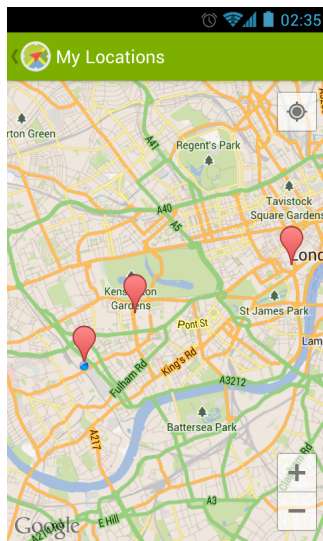 02:35
My Locations
rton Green
A41
Regent's Park
A40
A5
Tavistock
Square Gardens
Lond
Gardens
St James Park
Pont St
Lam
King's Rd
Fulham Rd
A3212
A217
Battersea Park
A3
E Hill
Google